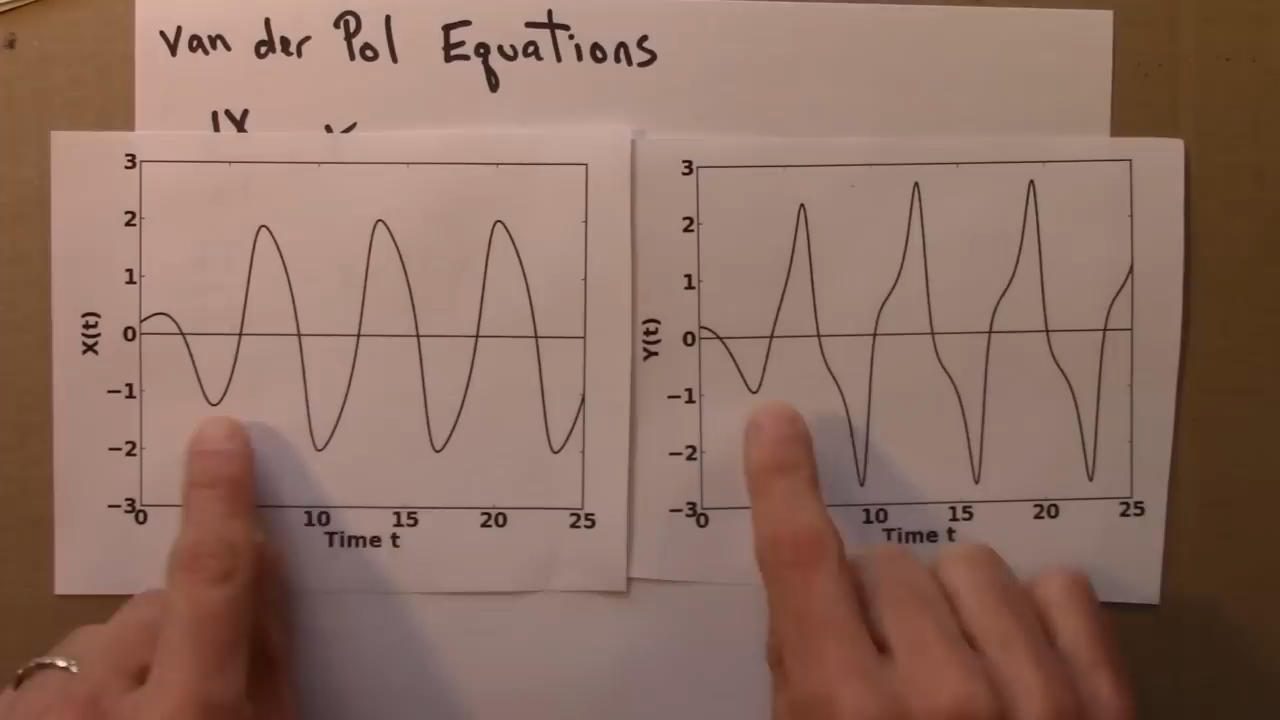 van der Pol Equations
3
2
1
0
−1
−2
−3
X(t)
0 10 15 20 25
Time t
3
2
1
0
−1
−2
−3
Y(t)
0 10 15 20 25
Time t